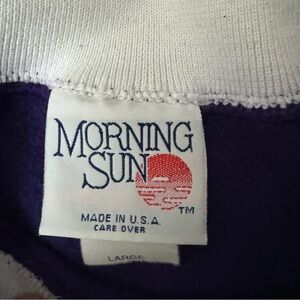 MORNING
SUN
TM
MADE IN U.S.A.
CARE OVER
LARGE